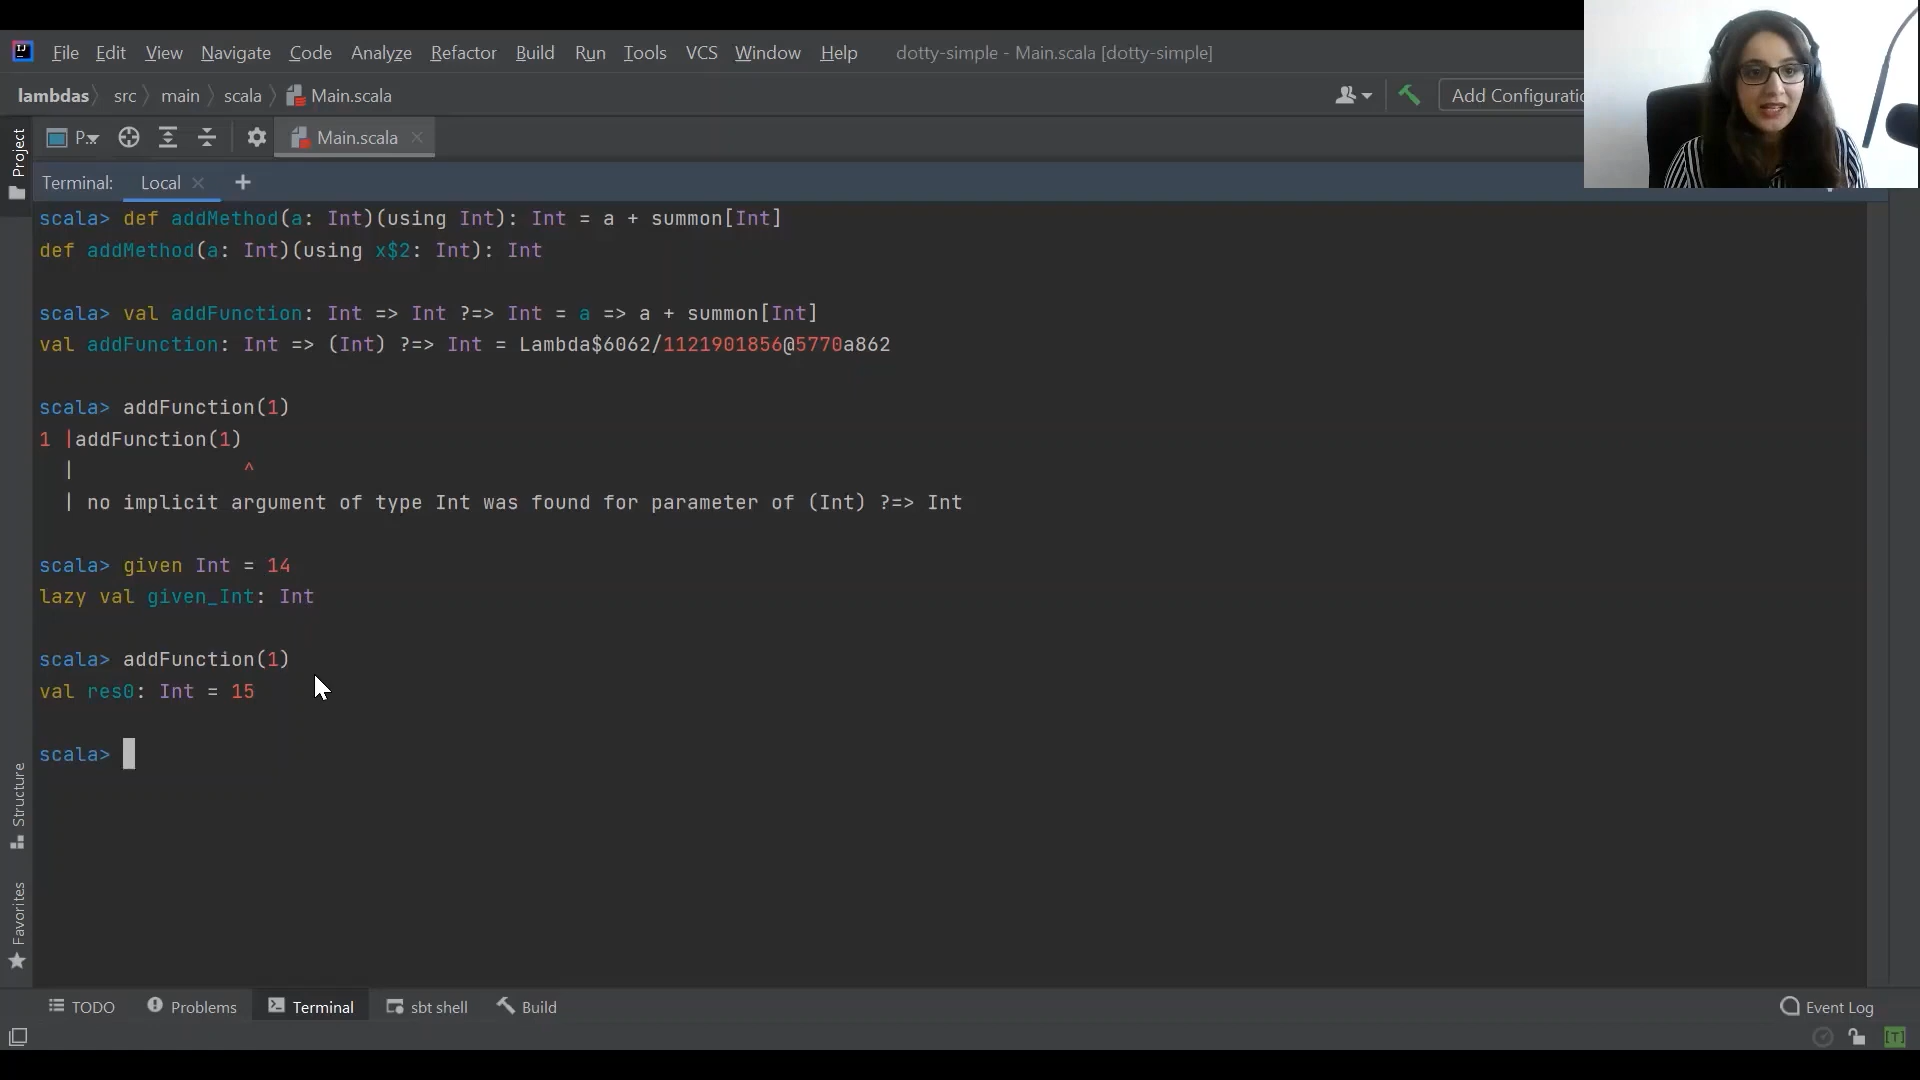 File Edit View Navigate Code Analyze Refactor Build Run Tools VCS Window Help dotty-simple - Main.scala [dotty-simple]
lambdas src main scala Main.scala Add Configuratio
Project P.. Main.scala
Terminal: Local
scala> def addMethod(a: Int)(using Int): Int = a + summon[Int]
def addMethod(a: Int)(using x$2: Int): Int
scala> val addFunction: Int => Int ?=> Int = a => a + summon[Int]
val addFunction: Int => (Int) ?=> Int = Lambda$6062/1121901856@5770a862
scala> addFunction(1)
1 |addFunction(1)
| ^
| no implicit argument of type Int was found for parameter of (Int) ?=> Int
scala> given Int = 14
lazy val given_Int: Int
scala> addFunction(1)
val res0: Int = 15
scala>
Structure
Favorites
TODO Problems Terminal sbt shell Build Event Log
[T]